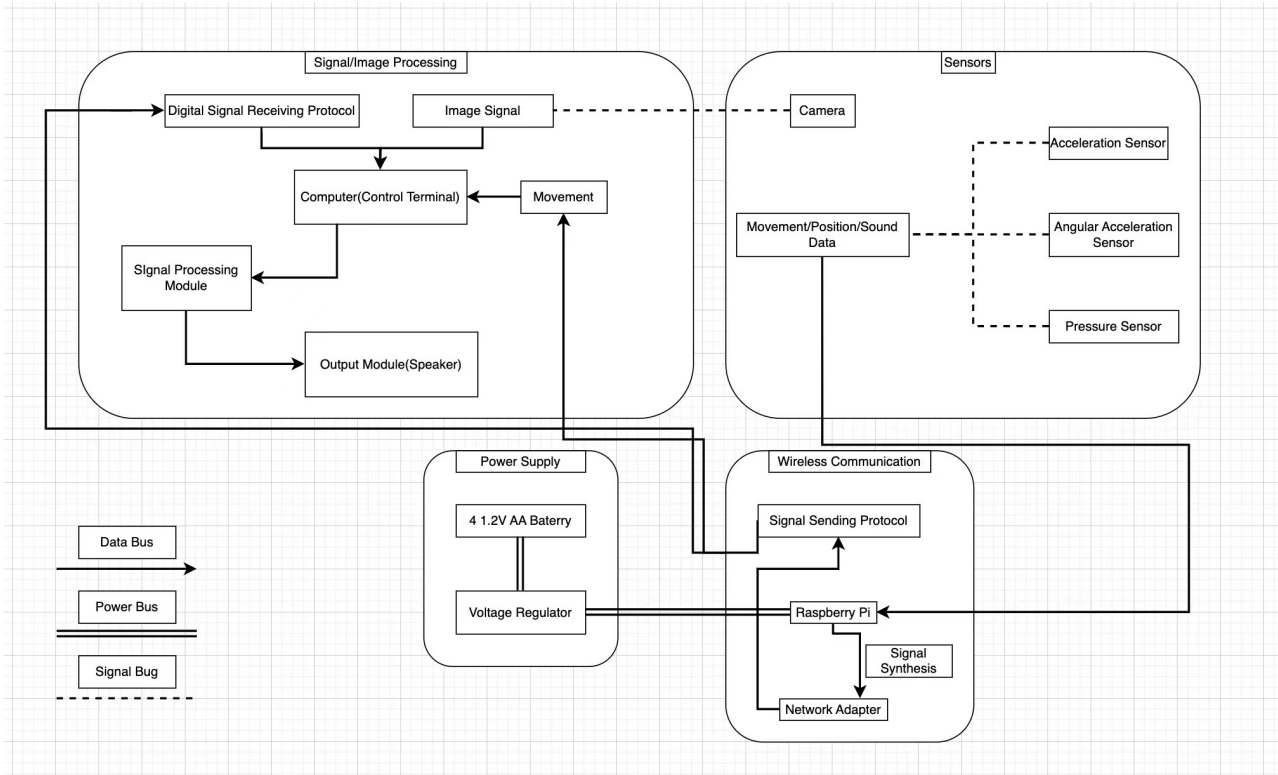 Signal/Image Processing
Digital Signal Receiving Protocol
Image Signal
Computer(Control Terminal)
Movement
SIgnal Processing
Module
Output Module(Speaker)
Sensors
Camera
Acceleration Sensor
Movement/Position/Sound
Data
Angular Acceleration
Sensor
Pressure Sensor
Power Supply
4 1.2V AA Baterry
Voltage Regulator
Wireless Communication
Signal Sending Protocol
Raspberry Pi
Signal
Synthesis
Network Adapter
Data Bus
Power Bus
Signal Bug